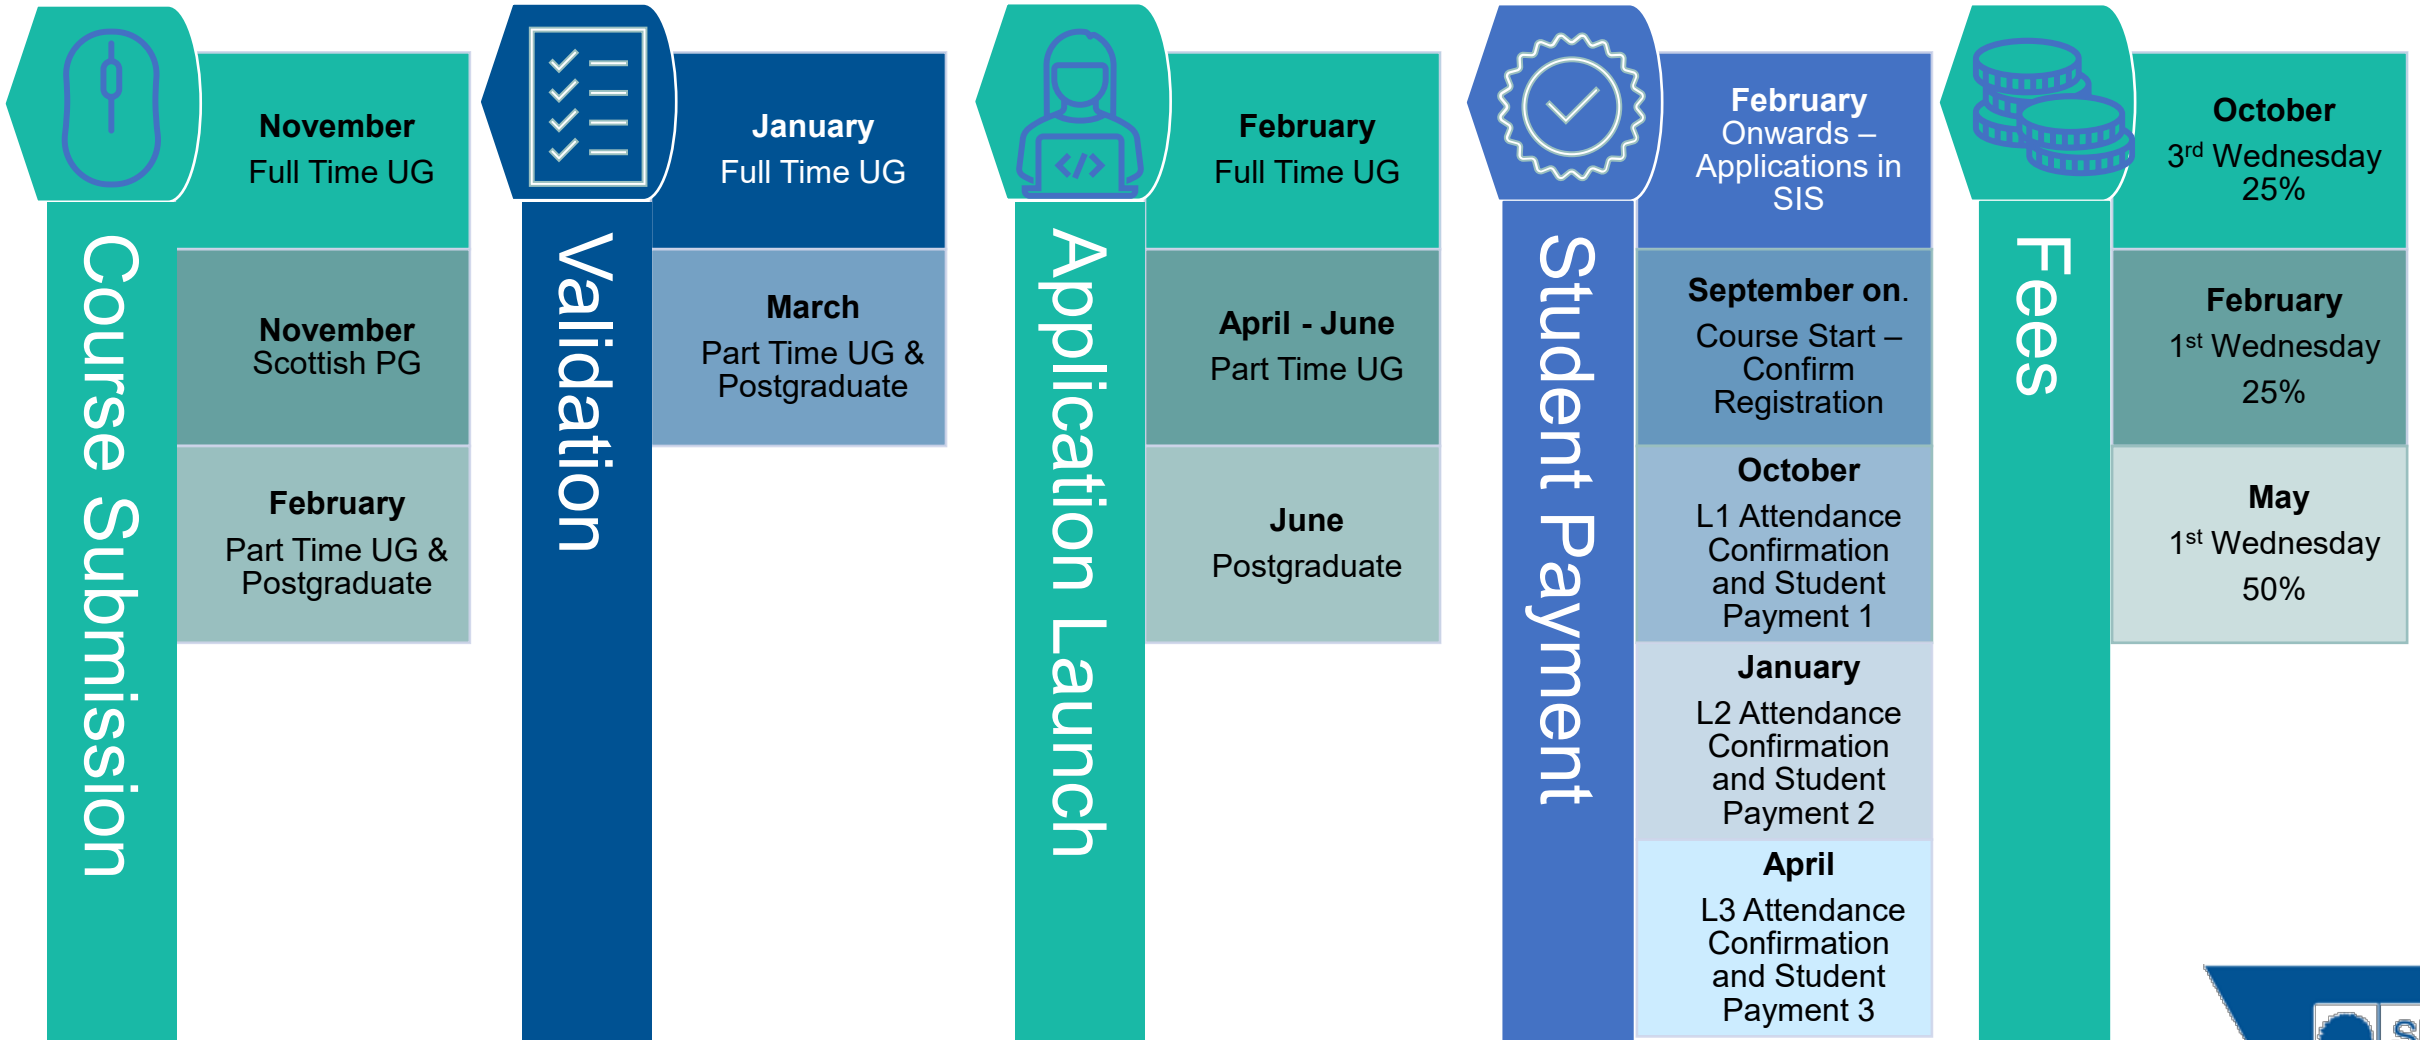 Course Submission
November
Full Time UG
November
Scottish PG
February
Part Time UG &
Postgraduate
Validation
January
Full Time UG
March
Part Time UG &
Postgraduate
Application Launch
</>
February
Full Time UG
April - June
Part Time UG
June
Postgraduate
Student Payment
February
Onwards –
Applications in
SIS
September on.
Course Start –
Confirm
Registration
October
L1 Attendance
Confirmation
and Student
Payment 1
January
L2 Attendance
Confirmation
and Student
Payment 2
April
L3 Attendance
Confirmation
and Student
Payment 3
Fees
October
3rd Wednesday
25%
February
1st Wednesday
25%
May
1st Wednesday
50%